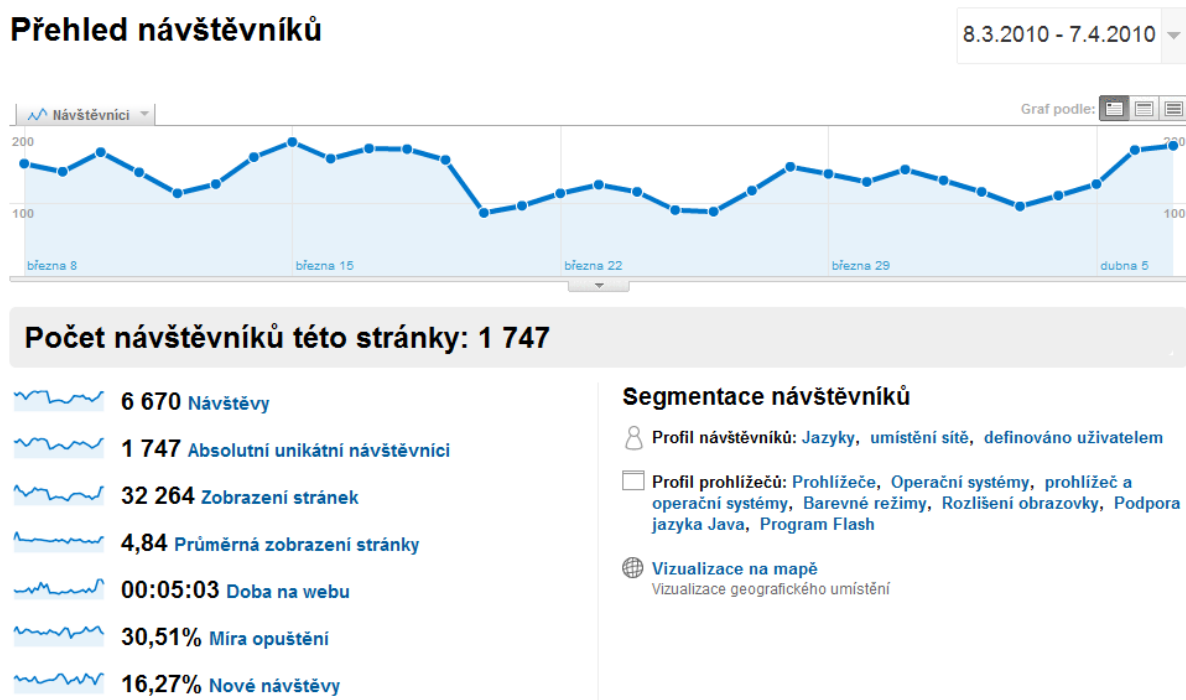 Přehled návštěvníků
8.3.2010 - 7.4.2010
Návštěvníci
Graf podle:
200
200
100
100
března 8
března 15
března 22
března 29
dubna 5
Počet návštěvníků této stránky: 1 747
6 670 Návštěvy
1 747 Absolutní unikátní návštěvníci
32 264 Zobrazení stránek
4,84 Průměrná zobrazení stránky
00:05:03 Doba na webu
30,51% Míra opuštění
16,27% Nové návštěvy
Segmentace návštěvníků
Profil návštěvníků: Jazyky, umístění sítě, definováno uživatelem
Profil prohlížečů: Prohlížeče, Operační systémy, prohlížeč a
operační systémy, Barevné režimy, Rozlišení obrazovky, Podpora
jazyka Java, Program Flash
Vizualizace na mapě
Vizualizace geografického umístění